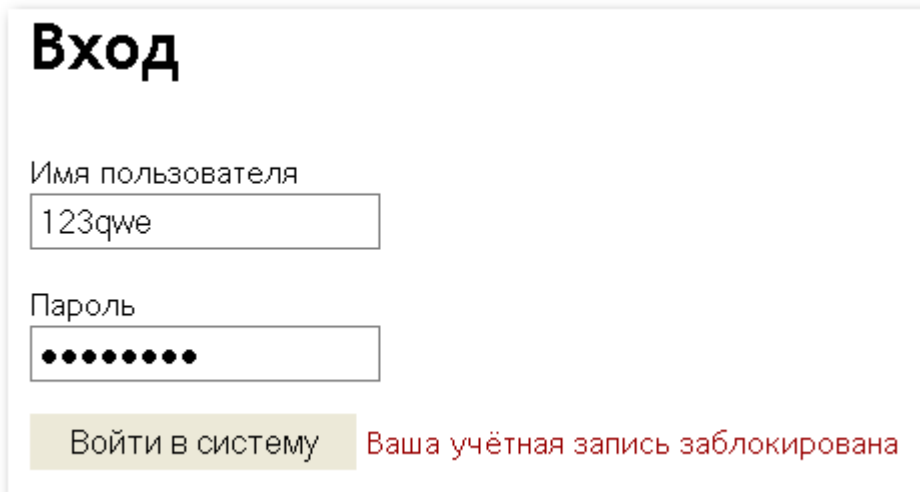 Вход
Имя пользователя
123qwe
Пароль
••••••••
Войти в систему Ваша учётная запись заблокирована